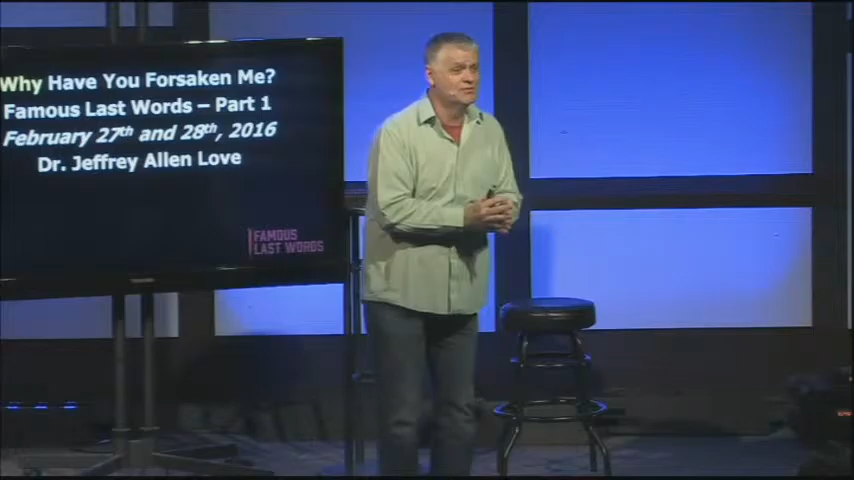 Why Have You Forsaken Me?
Famous Last Words – Part 1
February 27th and 28th, 2016
Dr. Jeffrey Allen Love
FAMOUS
LAST WORDS